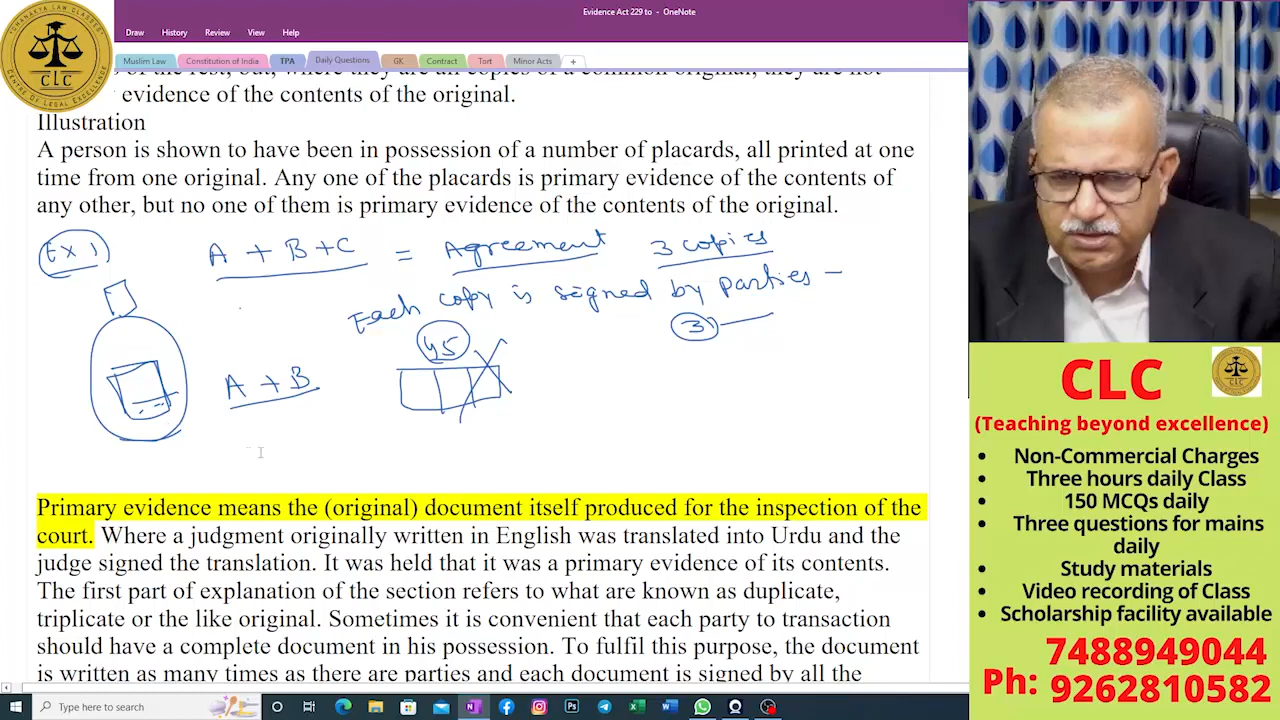 Evidence Act 229 to - OneNote
Draw History Review View Help
Muslim Law Constitution of India TPA Daily Questions GK Contract Tort Minor Acts +
evidence of the contents of the original.
Illustration
A person is shown to have been in possession of a number of placards, all printed at one
time from one original. Any one of the placards is primary evidence of the contents of
any other, but no one of them is primary evidence of the contents of the original.
Ex 1 A + B + C = Agreement 3 copies
Each copy is signed by parties -
3
45
A + B
Primary evidence means the (original) document itself produced for the inspection of the
court. Where a judgment originally written in English was translated into Urdu and the
judge signed the translation. It was held that it was a primary evidence of its contents.
The first part of explanation of the section refers to what are known as duplicate,
triplicate or the like original. Sometimes it is convenient that each party to transaction
should have a complete document in his possession. To fulfil this purpose, the document
is written as many times as there are parties and each document is signed by all the
Type here to search
"CHANAKYA LAW CLASSES"
CLC
CENTRE OF LEGAL EXCELLENCE
CLC
(Teaching beyond excellence)
• Non-Commercial Charges
• Three hours daily Class
• 150 MCQs daily
• Three questions for mains
daily
• Study materials
• Video recording of Class
• Scholarship facility available
Ph: 7488949044
9262810582